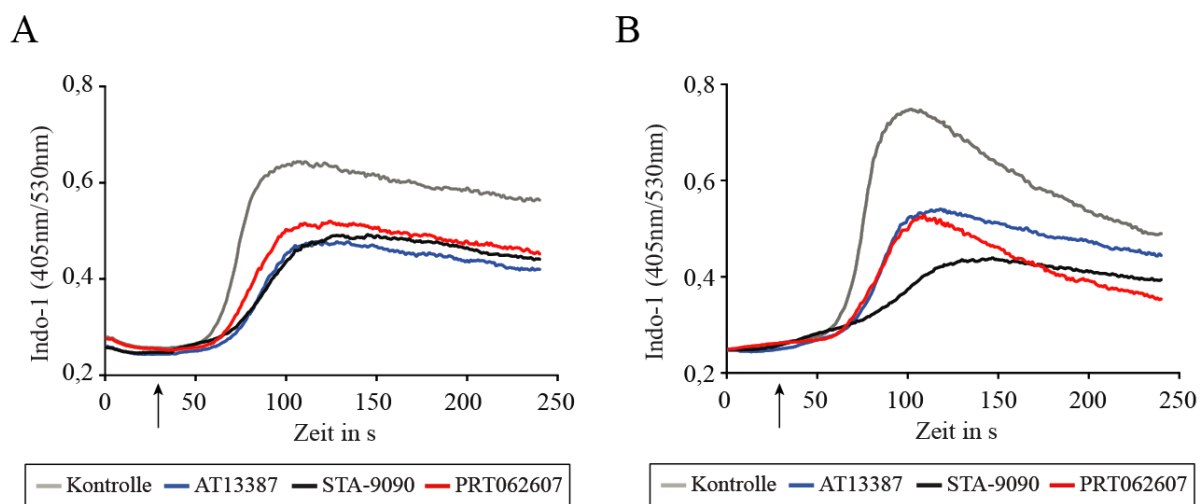 A
0,8
0,6
0,4
0,2
Indo-1 (405nm/530nm)
0 50 100 150 200 250
Zeit in s
Kontrolle AT13387 STA-9090 PRT062607
B
0,8
0,6
0,4
0,2
Indo-1 (405nm/530nm)
0 50 100 150 200 250
Zeit in s
Kontrolle AT13387 STA-9090 PRT062607